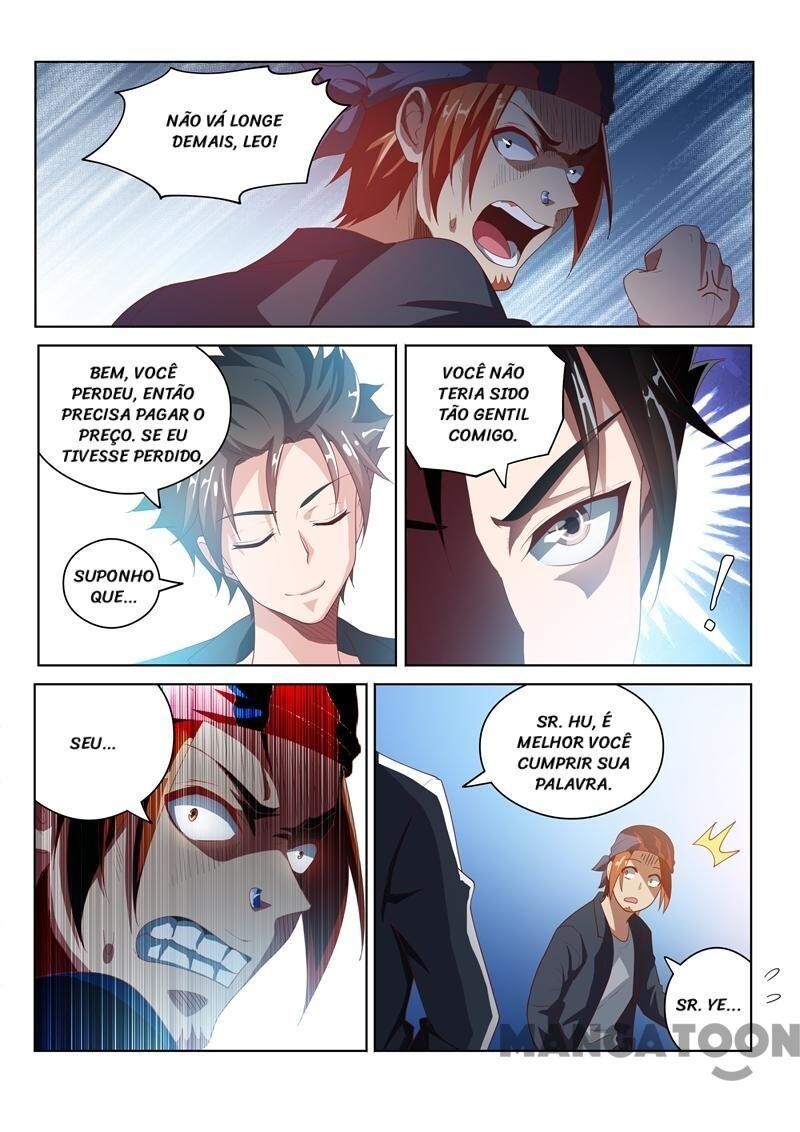 NÃO VÁ LONGE
DEMAIS, LEO!
BEM, VOCÊ
PERDEU, ENTÃO
PRECISA PAGAR O
PREÇO. SE EU
TIVESSE PERDIDO,
SUPONHO
QUE...
VOCÊ NÃO
TERIA SIDO
TÃO GENTIL
COMIGO.
!
SEU...
SR. HU, É
MELHOR VOCÊ
CUMPRIR SUA
PALAVRA.
SR. YE...
MANGATOON